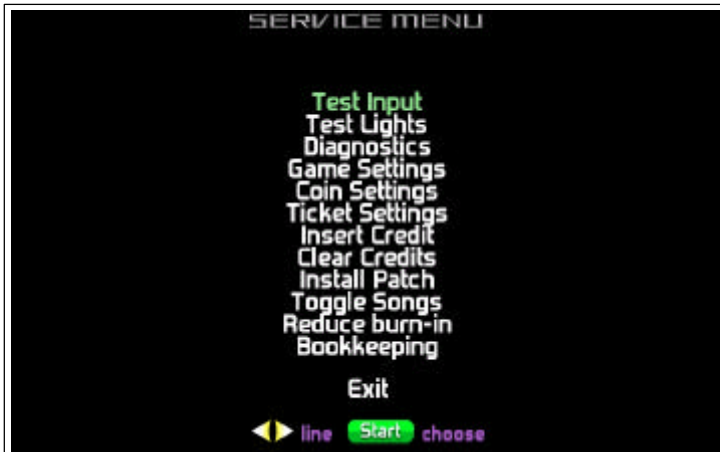 SERVICE MENU
Test Input
Test Lights
Diagnostics
Game Settings
Coin Settings
Ticket Settings
Insert Credit
Clear Credits
Install Patch
Toggle Songs
Reduce burn-in
Bookkeeping
Exit
line Start choose